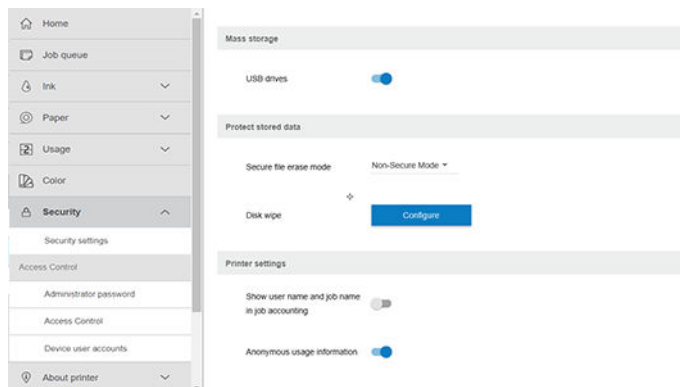 Home
Job queue
Ink
Paper
Usage
Color
Security
Security settings
Access Control
Administrator password
Access Control
Device user accounts
About printer
Mass storage
USB drives
Protect stored data
Secure file erase mode
Non-Secure Mode
Disk wipe
Configure
Printer settings
Show user name and job name
in job accounting
Anonymous usage information